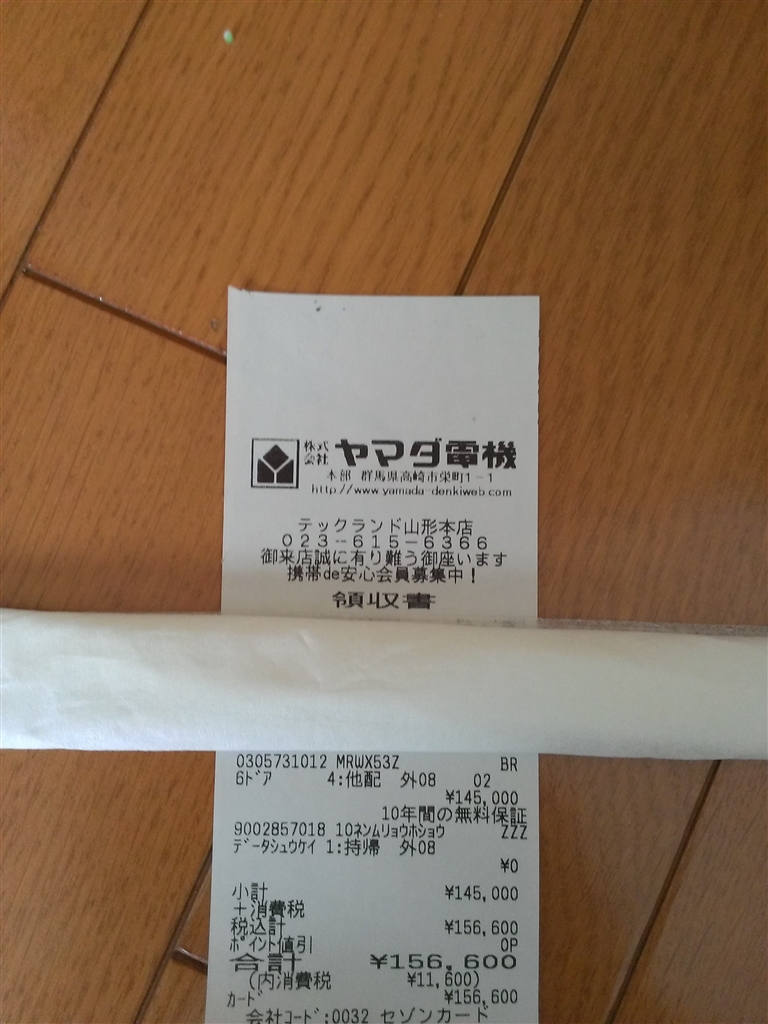 株式会社 ヤマダ電機
本部 群馬県高崎市栄町1-1
http://www.yamada-denkiweb.com
テックランド山形本店
023-615-6366
御来店誠に有り難う御座います
携帯de安心会員募集中!
領収書
0305731012 MRWX53Z BR
6ﾄﾞｱ 4:他配 外08 02
¥145,000
10年間の無料保証
9002857018 10ﾈﾝﾑﾘｮｳﾎｼｮｳ ZZZ
ﾃﾞｰﾀｼｭｳｹｲ 1:持帰 外08
¥0
小計 ¥145,000
+消費税
税込計 ¥156,600
ﾎﾟｲﾝﾄ値引 0P
合計 ¥156,600
(内消費税 ¥11,600)
ｶｰﾄﾞ ¥156,600
会社ｺｰﾄﾞ:0032 セゾンカード